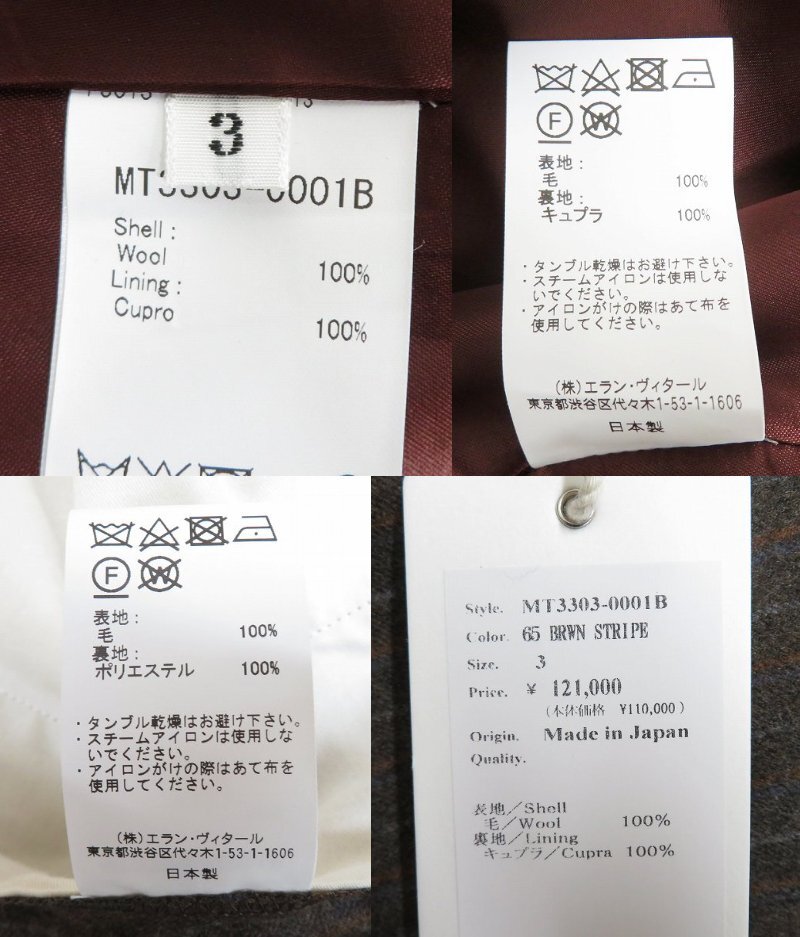 3
MT3303-0001B
Shell :
Wool 100%
Lining :
Cupro 100%
F W
表地 :
毛 100%
裏地 :
キュプラ 100%
・タンブル乾燥はお避け下さい。
・スチームアイロンは使用しな
いでください。
・アイロンがけの際はあて布を
使用してください。
(株)エラン・ヴィタール
東京都渋谷区代々木1-53-1-1606
日本製
F W
表地 :
毛 100%
裏地 :
ポリエステル 100%
・タンブル乾燥はお避け下さい。
・スチームアイロンは使用しな
いでください。
・アイロンがけの際はあて布を
使用してください。
(株)エラン・ヴィタール
東京都渋谷区代々木1-53-1-1606
日本製
Style. MT3303-0001B
Color. 65 BRWN STRIPE
Size. 3
Price. ¥ 121,000
(本体価格 ¥110,000)
Origin. Made in Japan
Quality.
表地/Shell
毛/Wool 100%
裏地/Lining
キュプラ/Cupra 100%